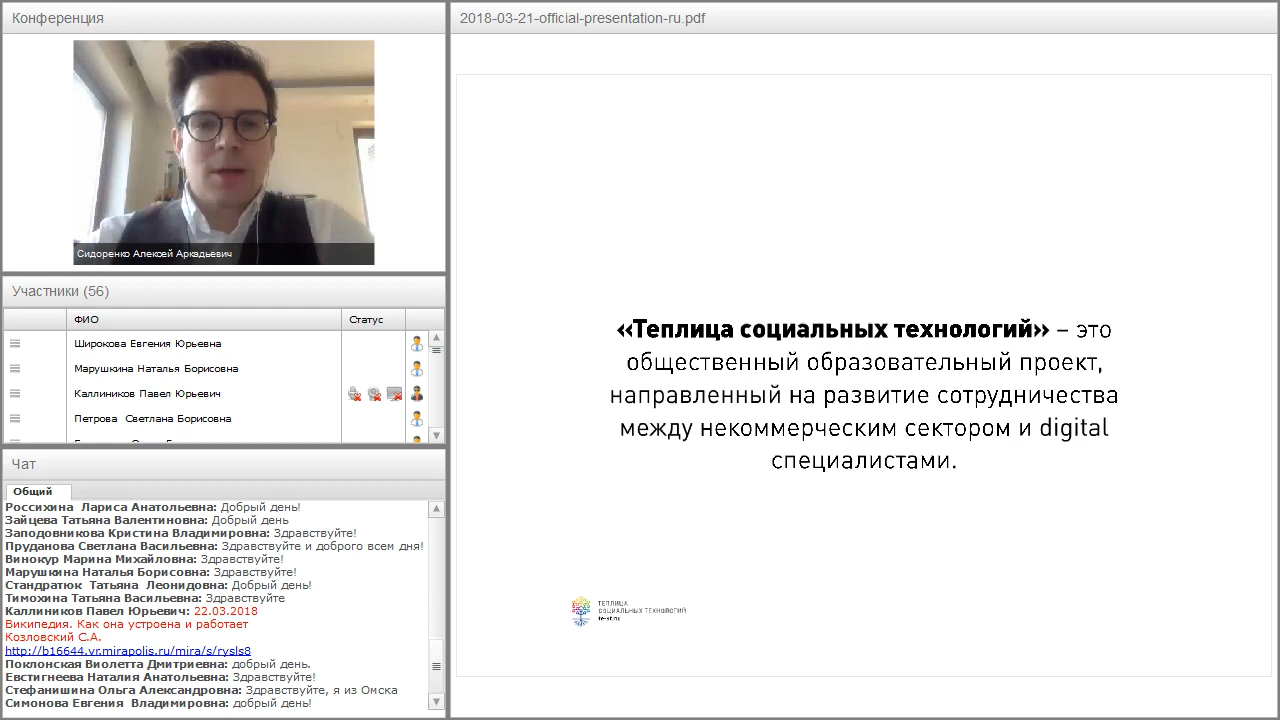 Конференция
Сидоренко Алексей Аркадьевич
Участники (56)
ФИО
Статус
Широкова Евгения Юрьевна
Марушкина Наталья Борисовна
Каллиников Павел Юрьевич
Петрова Светлана Борисовна
Чат
Общий
Россихина Лариса Анатольевна: Добрый день!
Зайцева Татьяна Валентиновна: Добрый день
Заподовникова Кристина Владимировна: Здравствуйте!
Пруданова Светлана Васильевна: Здравствуйте и доброго всем дня!
Винокур Марина Михайловна: Здравствуйте!
Марушкина Наталья Борисовна: Здравствуйте!
Стандратюк Татьяна Леонидовна: Добрый день!
Тимохина Татьяна Васильевна: Здравствуйте
Каллиников Павел Юрьевич: 22.03.2018
Википедия. Как она устроена и работает
Козловский С.А.
http://b16644.vr.mirapolis.ru/mira/s/rysls8
Поклонская Виолетта Дмитриевна: добрый день.
Евстигнеева Наталия Анатольевна: Здравствуйте!
Стефанишина Ольга Александровна: Здравствуйте, я из Омска
Симонова Евгения Владимировна: добрый день!
2018-03-21-official-presentation-ru.pdf
«Теплица социальных технологий» – это
общественный образовательный проект,
направленный на развитие сотрудничества
между некоммерческим сектором и digital
специалистами.
ТЕПЛИЦА
СОЦИАЛЬНЫХ ТЕХНОЛОГИЙ
te-st.ru